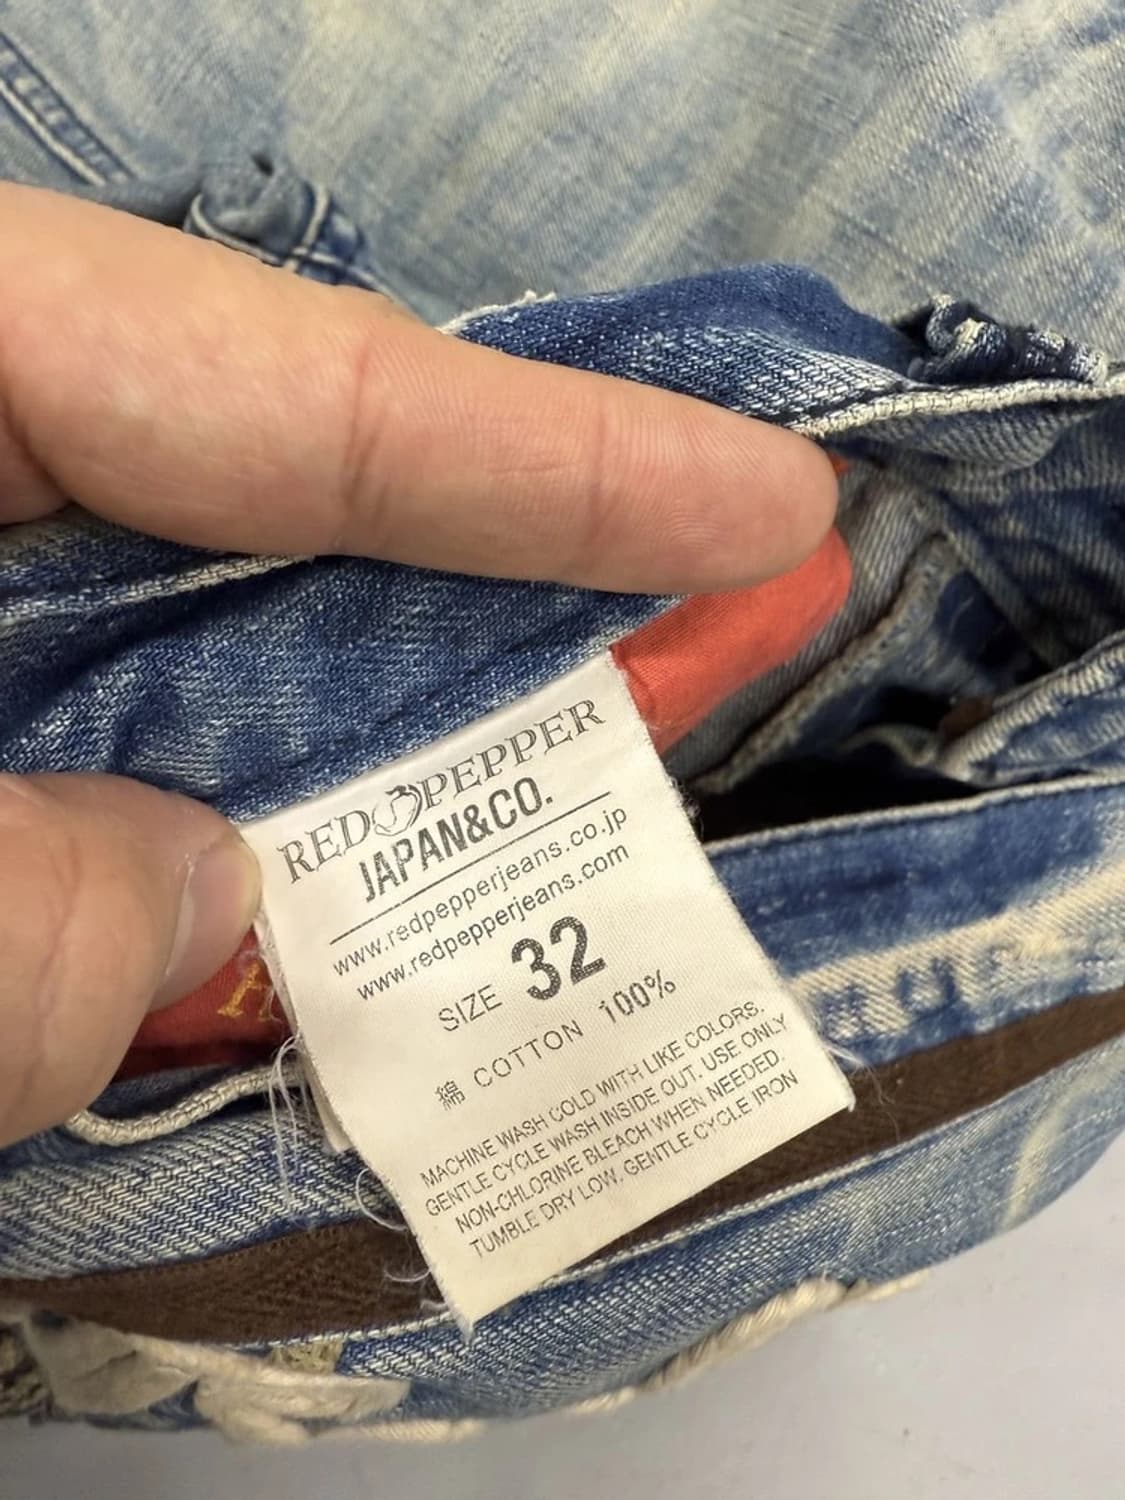 RED PEPPER
JAPAN&CO.
www.redpepperjeans.co.jp
www.redpepperjeans.com
SIZE 32
綿 COTTON 100%
MACHINE WASH COLD WITH LIKE COLORS.
GENTLE CYCLE WASH INSIDE OUT. USE ONLY
NON-CHLORINE BLEACH WHEN NEEDED.
TUMBLE DRY LOW, GENTLE CYCLE IRON